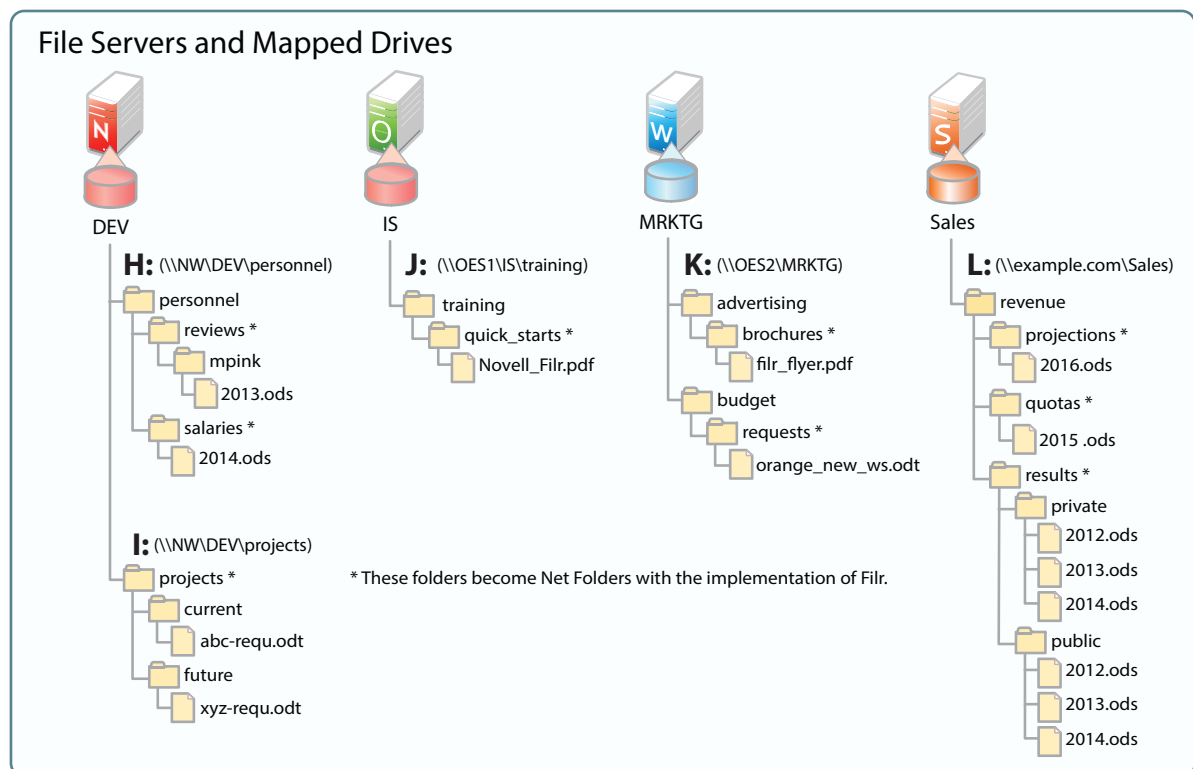 File Servers and Mapped Drives
N
O
W
S
DEV
IS
MRKTG
Sales
H: (\\NW\DEV\personnel)
personnel
reviews *
mpink
2013.ods
salaries *
2014.ods
I: (\\NW\DEV\projects)
projects *
current
abc-requ.odt
future
xyz-requ.odt
J: (\\OES1\IS\training)
training
quick_starts *
Novell_Filr.pdf
K: (\\OES2\MRKTG)
advertising
brochures *
filr_flyer.pdf
budget
requests *
orange_new_ws.odt
L: (\\example.com\Sales)
revenue
projections *
2016.ods
quotas *
2015 .ods
results *
private
2012.ods
2013.ods
2014.ods
public
2012.ods
2013.ods
2014.ods
* These folders become Net Folders with the implementation of Filr.